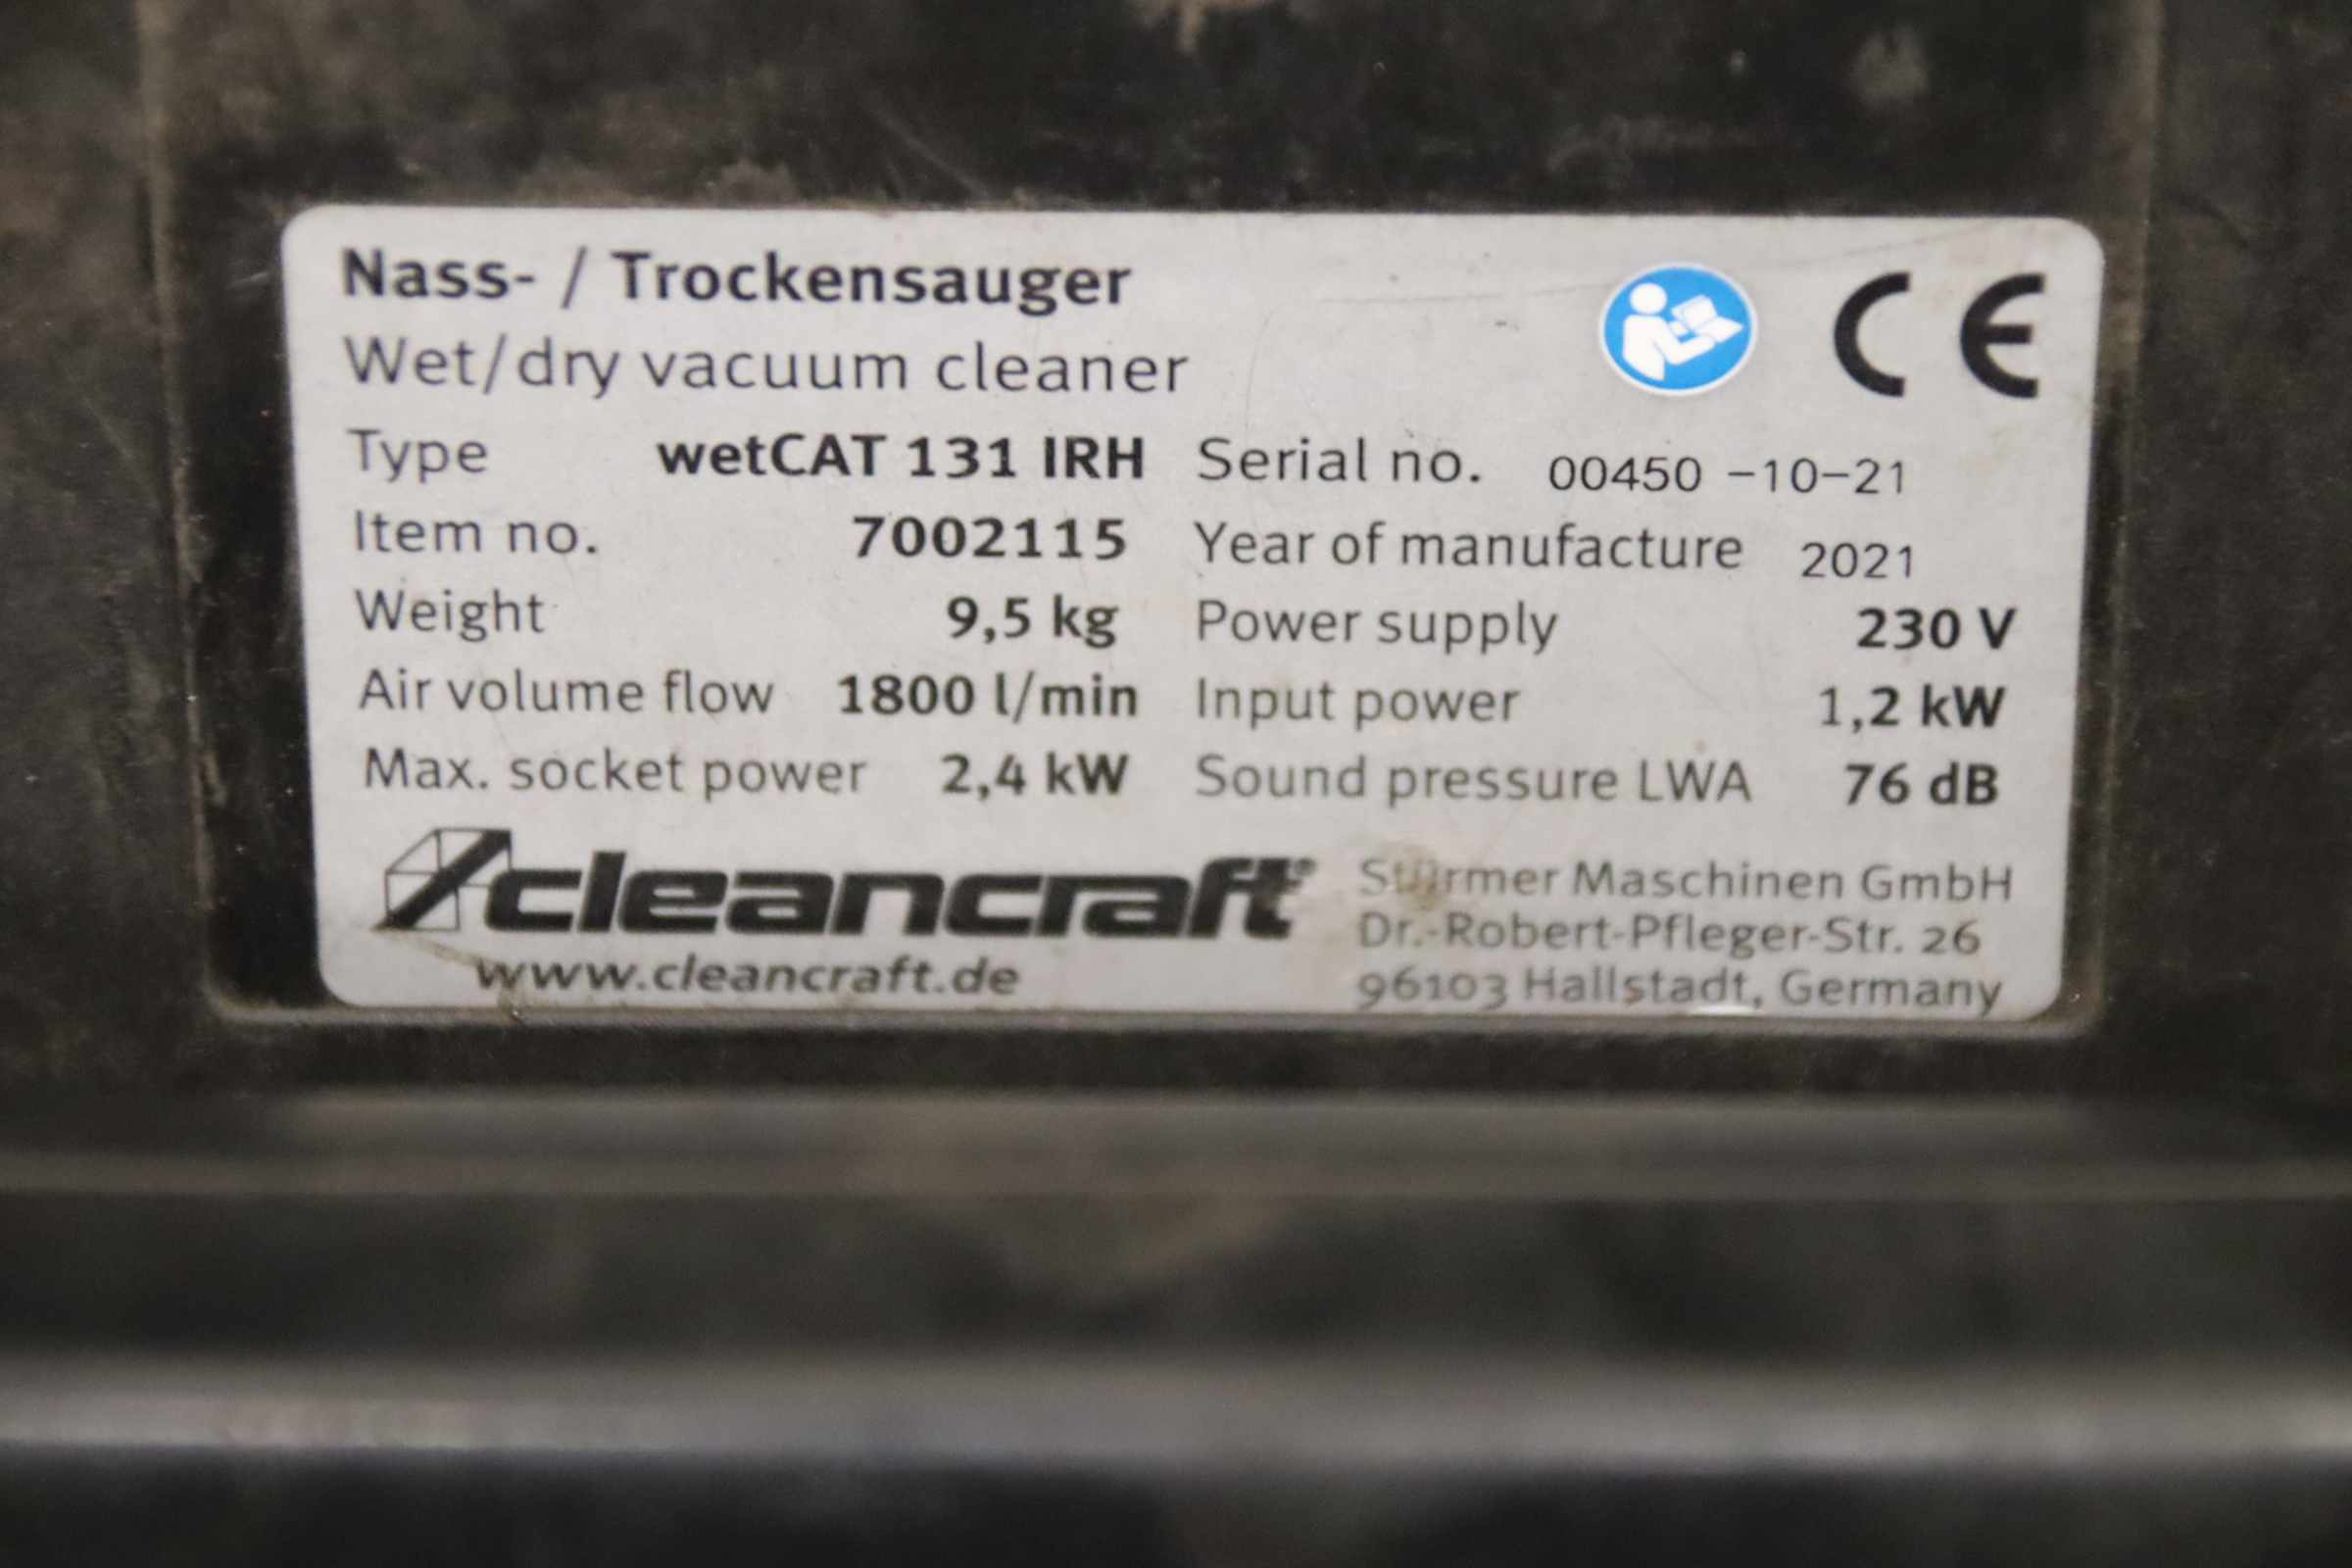 Nass- / Trockensauger
CE
Wet/dry vacuum cleaner
Type wetCAT 131 IRH Serial no. 00450 -10-21
Item no. 7002115 Year of manufacture 2021
Weight 9,5 kg Power supply 230 V
Air volume flow 1800 l/min Input power 1,2 kW
Max. socket power 2,4 kW Sound pressure LWA 76 dB
cleancraft®
www.cleancraft.de
Stürmer Maschinen GmbH
Dr.-Robert-Pfleger-Str. 26
96103 Hallstadt, Germany